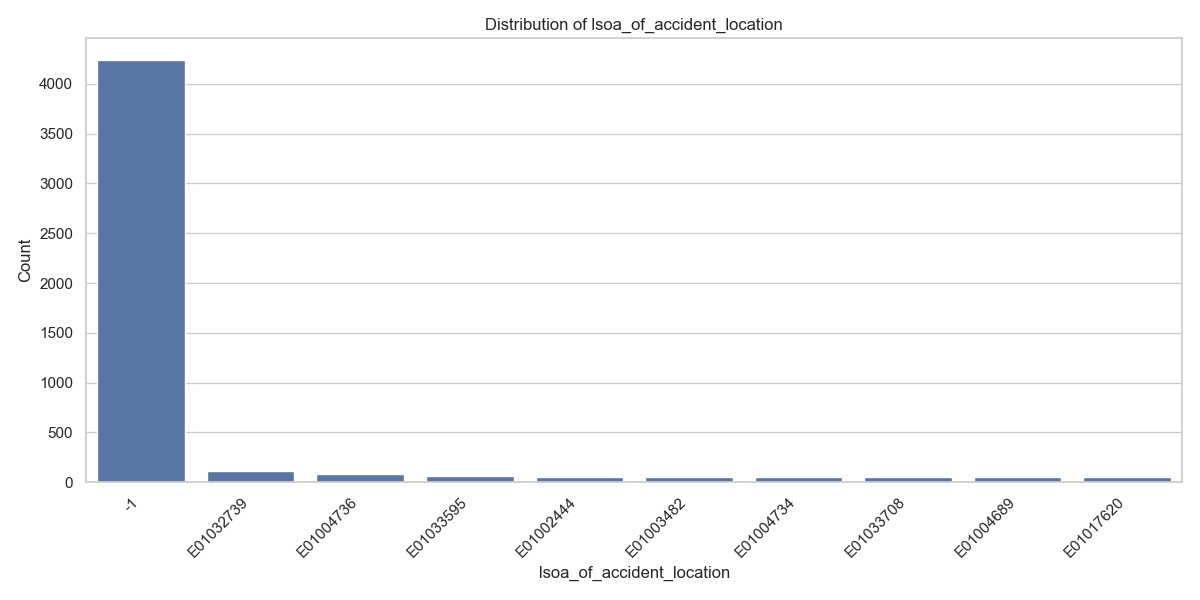 Distribution of lsoa_of_accident_location
Count
4000
3500
3000
2500
2000
1500
1000
500
0
-1
E01032739
E01004736
E01033595
E01002444
E01003482
E01004734
E01033708
E01004689
E01017620
lsoa_of_accident_location